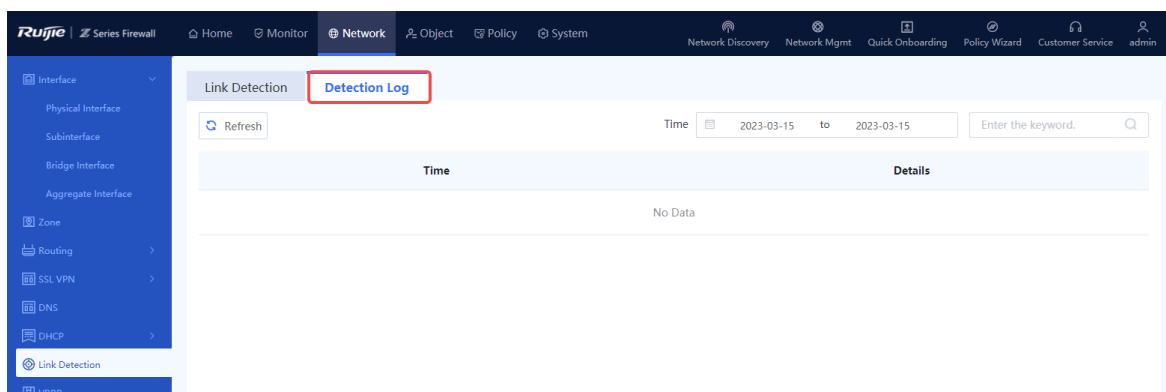 Ruijie | Z Series Firewall
Home
Monitor
Network
Object
Policy
System
Network Discovery
Network Mgmt
Quick Onboarding
Policy Wizard
Customer Service
admin
Interface
Physical Interface
Subinterface
Bridge Interface
Aggregate Interface
Zone
Routing
SSL VPN
DNS
DHCP
Link Detection
Link Detection
Detection Log
Refresh
Time 2023-03-15 to 2023-03-15
Enter the keyword.
Time Details
No Data